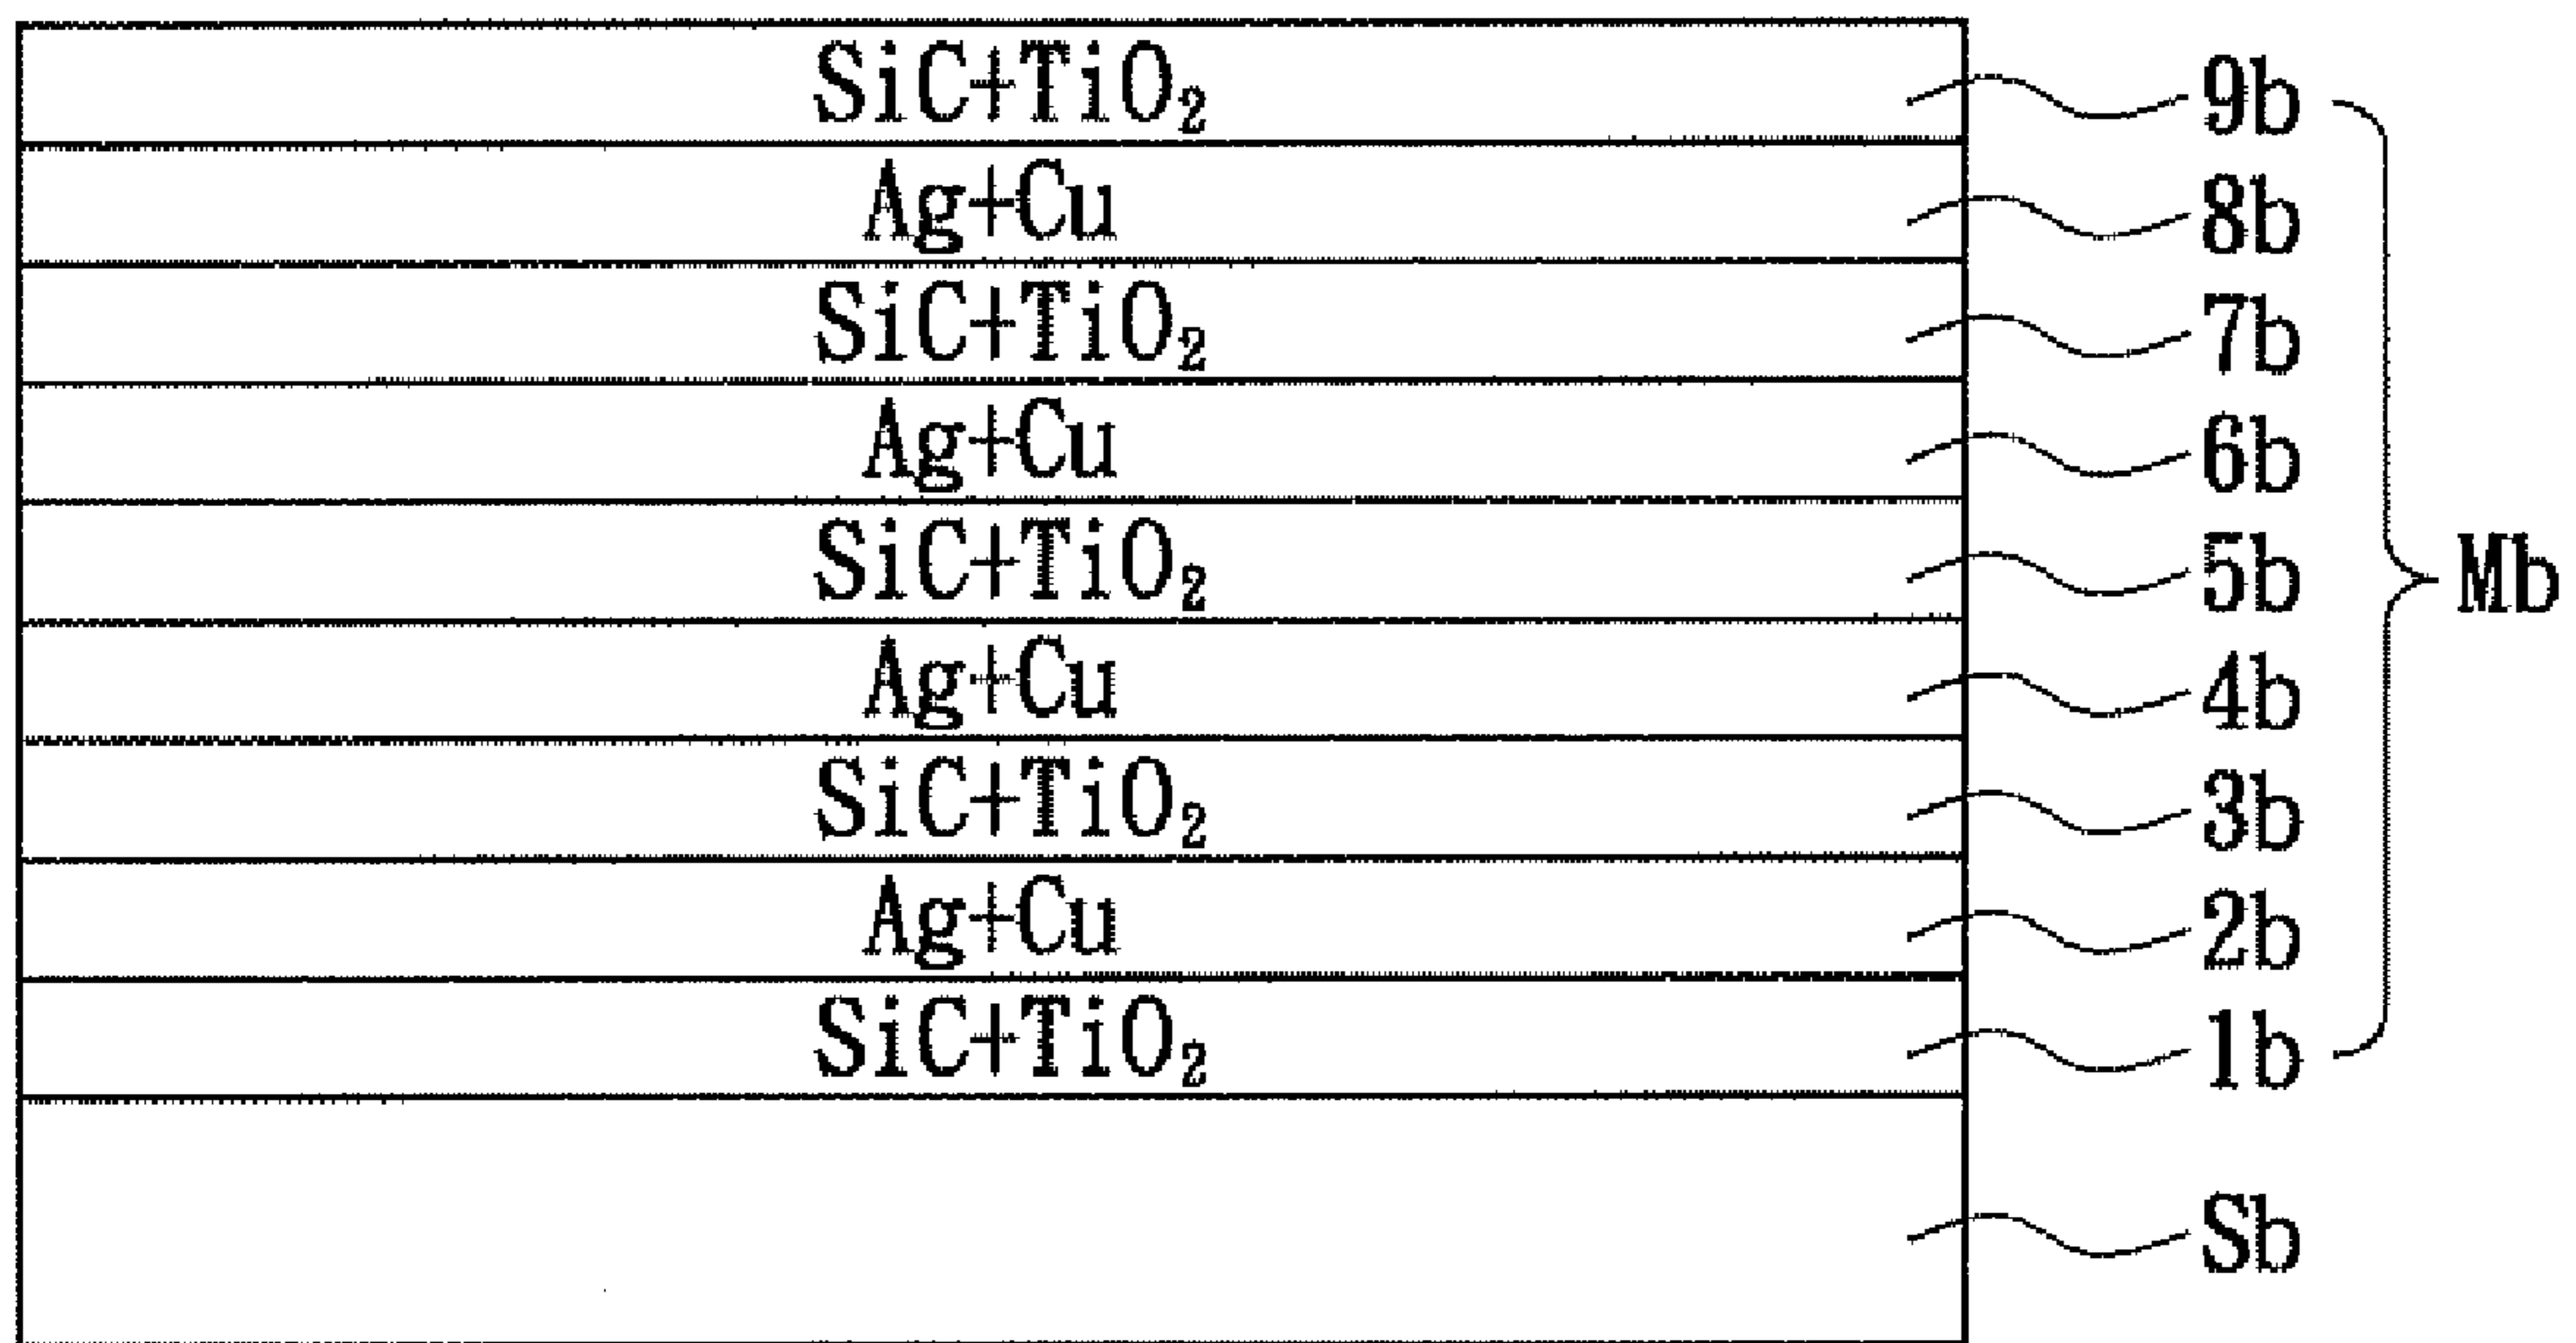 SiC+TiO₂ 9b
Ag+Cu 8b
SiC+TiO₂ 7b
Ag+Cu 6b
SiC+TiO₂ 5b
Mb
Ag+Cu 4b
SiC+TiO₂ 3b
Ag+Cu 2b
SiC+TiO₂ 1b
Sb